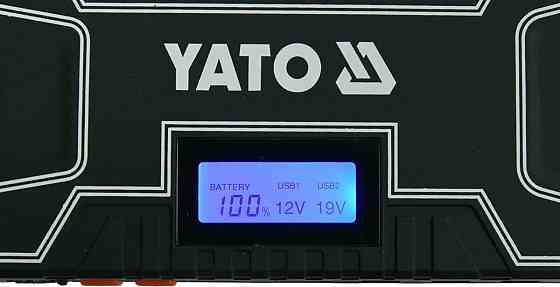 YATO
BATTERY USB1 USB2
100% 12V 19V